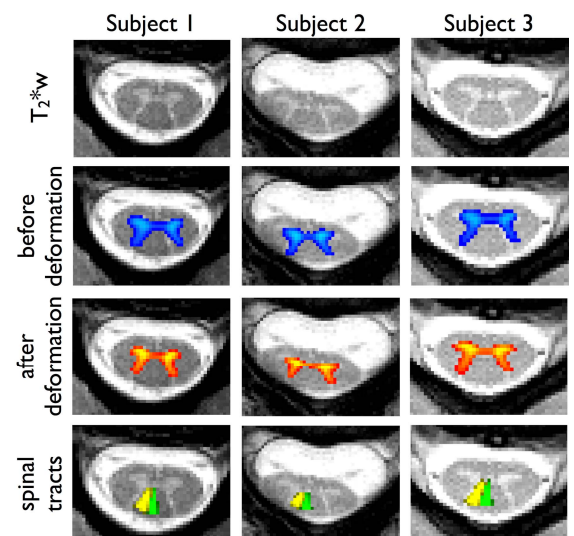 Subject 1
Subject 2
Subject 3
T₂*w
before
deformation
after
deformation
spinal
tracts